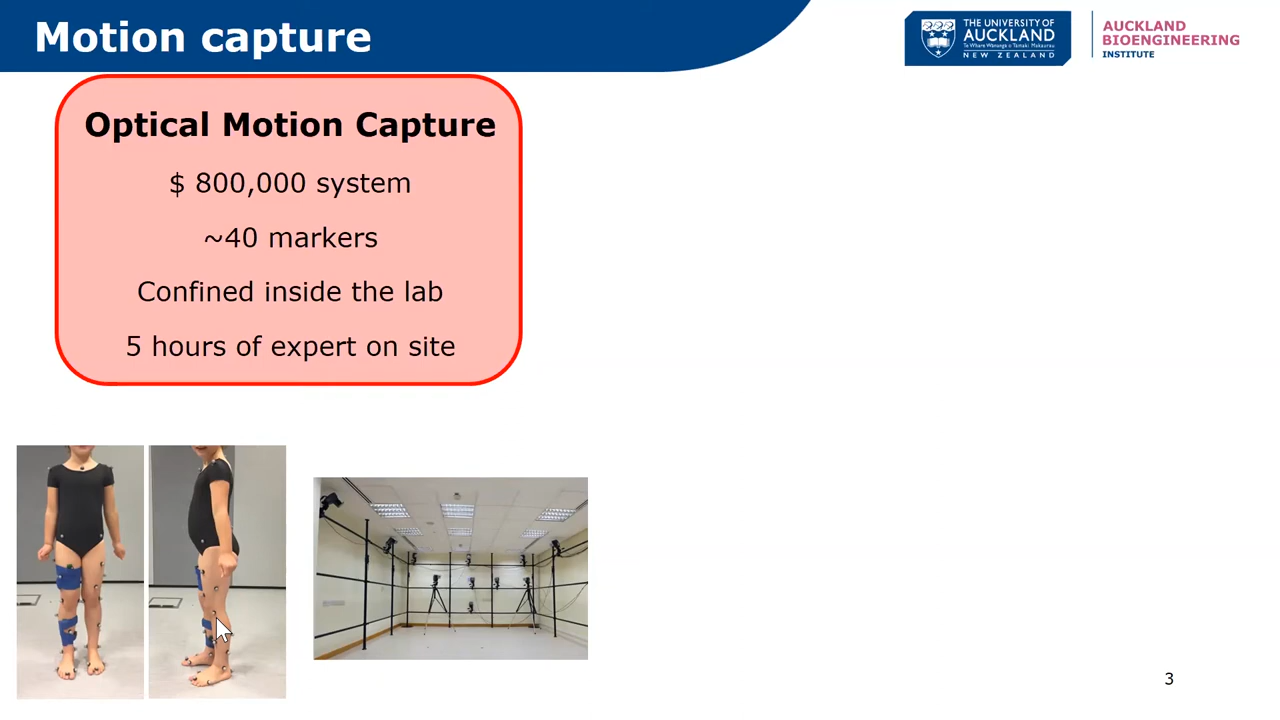 Motion capture
THE UNIVERSITY OF
AUCKLAND
Te Whare Wānanga o Tāmaki Makaurau
NEW ZEALAND
AUCKLAND
BIOENGINEERING
INSTITUTE
Optical Motion Capture
$ 800,000 system
~40 markers
Confined inside the lab
5 hours of expert on site
3